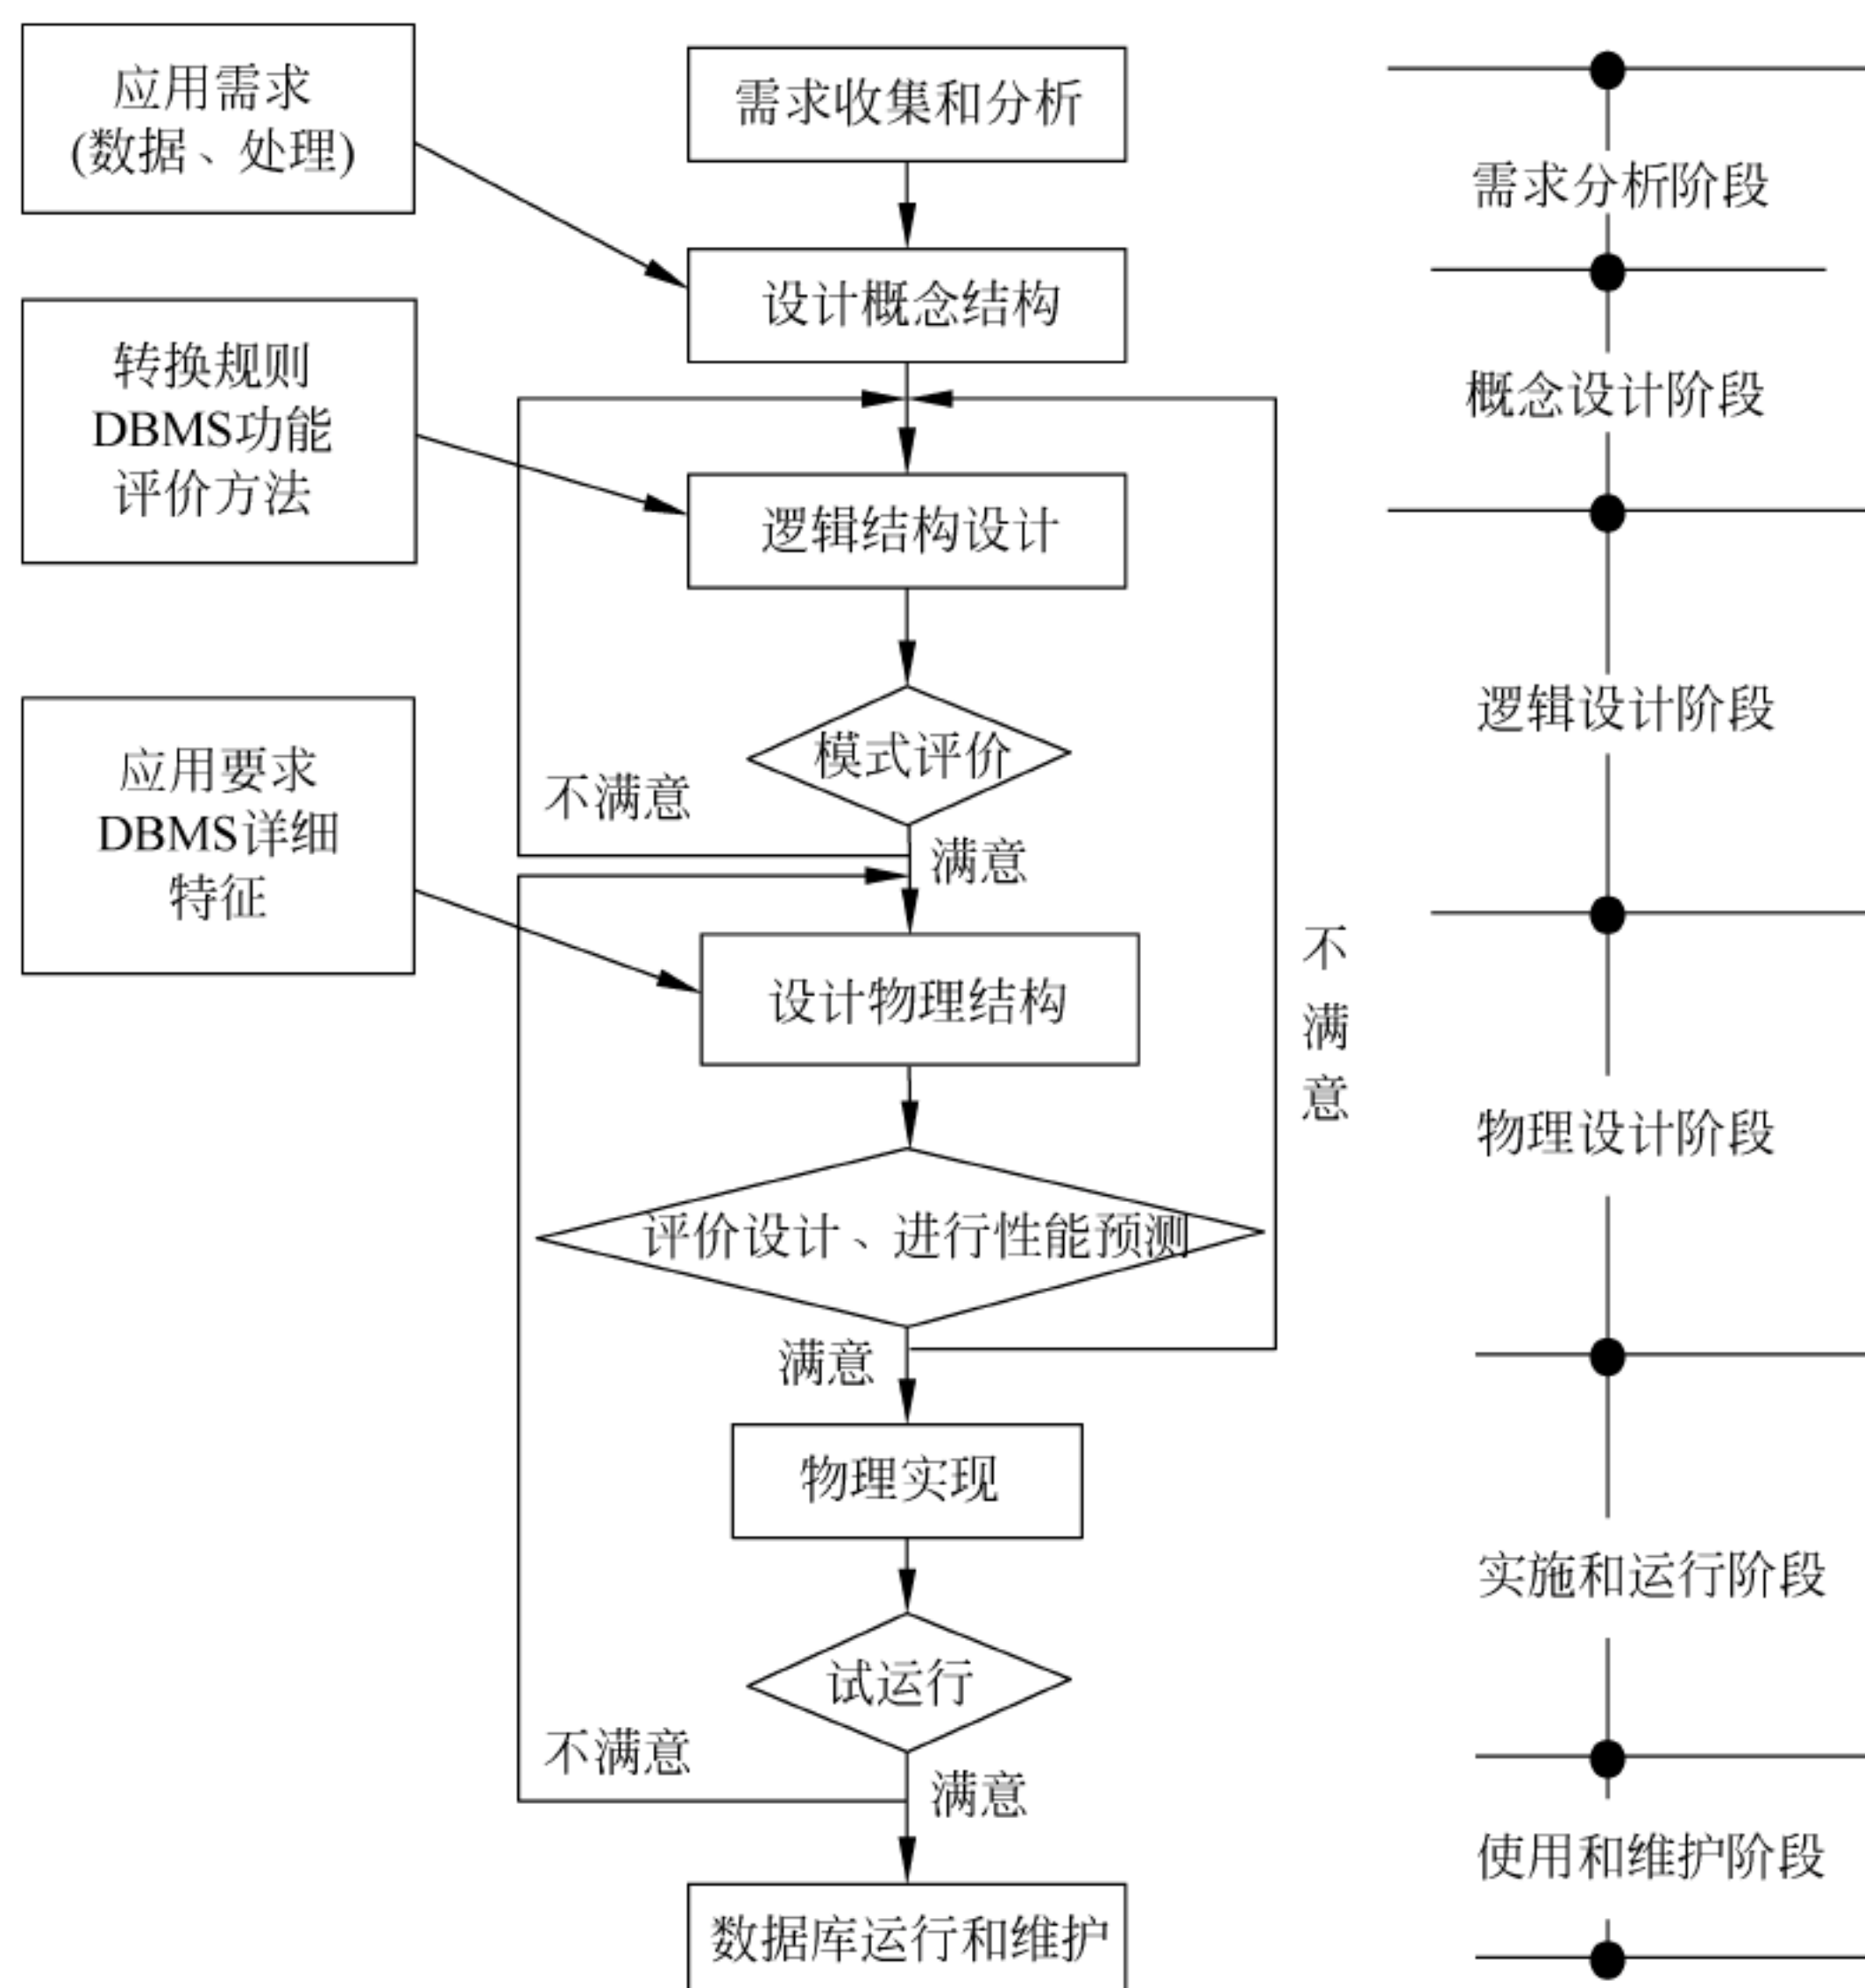 应用需求
(数据、处理)
需求收集和分析
需求分析阶段
设计概念结构
转换规则
DBMS功能
评价方法
概念设计阶段
逻辑结构设计
逻辑设计阶段
模式评价
不满意
满意
应用要求
DBMS详细
特征
设计物理结构
不
满
意
物理设计阶段
评价设计、进行性能预测
满意
物理实现
实施和运行阶段
试运行
不满意
满意
使用和维护阶段
数据库运行和维护